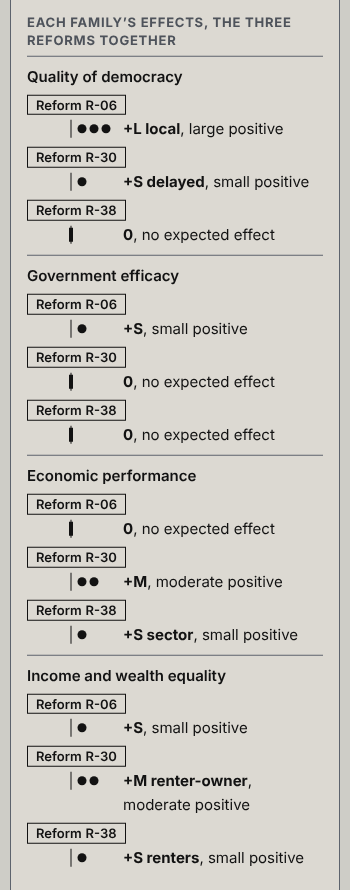 EACH FAMILY’S EFFECTS, THE THREE
REFORMS TOGETHER
Quality of democracy
Reform R-06
+L local, large positive
Reform R-30
+S delayed, small positive
Reform R-38
0, no expected effect
Government efficacy
Reform R-06
+S, small positive
Reform R-30
0, no expected effect
Reform R-38
0, no expected effect
Economic performance
Reform R-06
0, no expected effect
Reform R-30
+M, moderate positive
Reform R-38
+S sector, small positive
Income and wealth equality
Reform R-06
+S, small positive
Reform R-30
+M renter-owner,
moderate positive
Reform R-38
+S renters, small positive